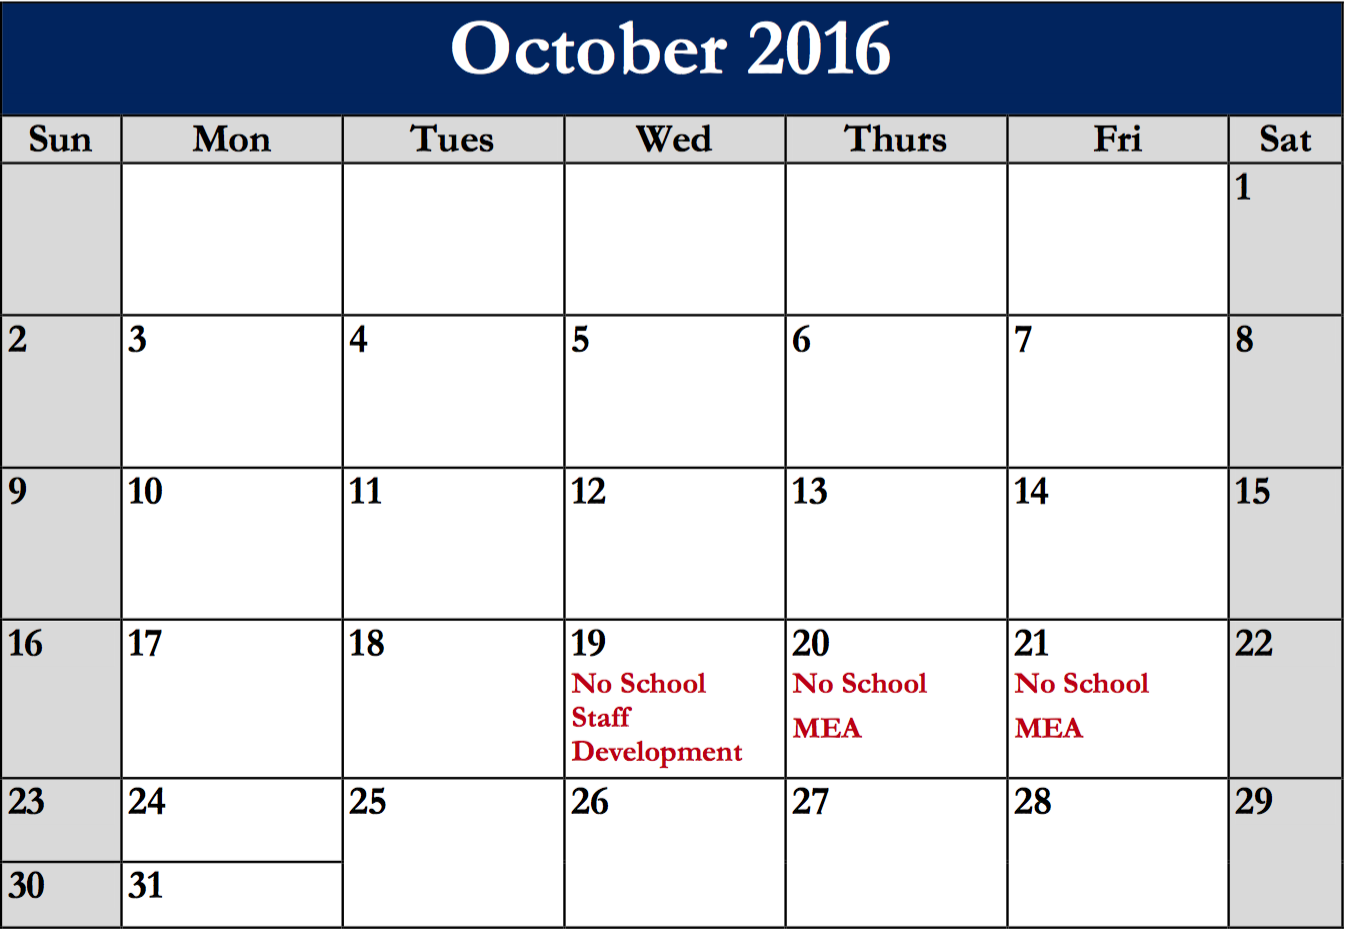 October 2016
Sun Mon Tues Wed Thurs Fri Sat
1
2 3 4 5 6 7 8
9 10 11 12 13 14 15
16 17 18 19 20 21 22
No School No School No School
Staff
MEA MEA
Development
23 24 25 26 27 28 29
30 31